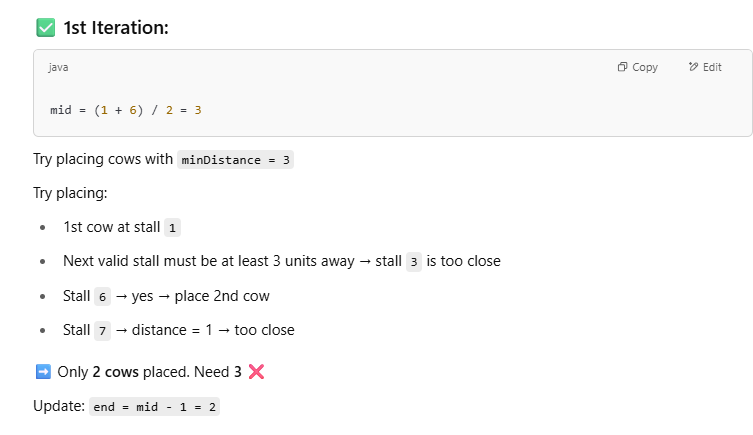 ✅ 1st Iteration:
java
Copy
Edit
mid = (1 + 6) / 2 = 3
Try placing cows with minDistance = 3
Try placing:
• 1st cow at stall 1
• Next valid stall must be at least 3 units away → stall 3 is too close
• Stall 6 → yes → place 2nd cow
• Stall 7 → distance = 1 → too close
➡️ Only 2 cows placed. Need 3 ❌
Update: end = mid - 1 = 2